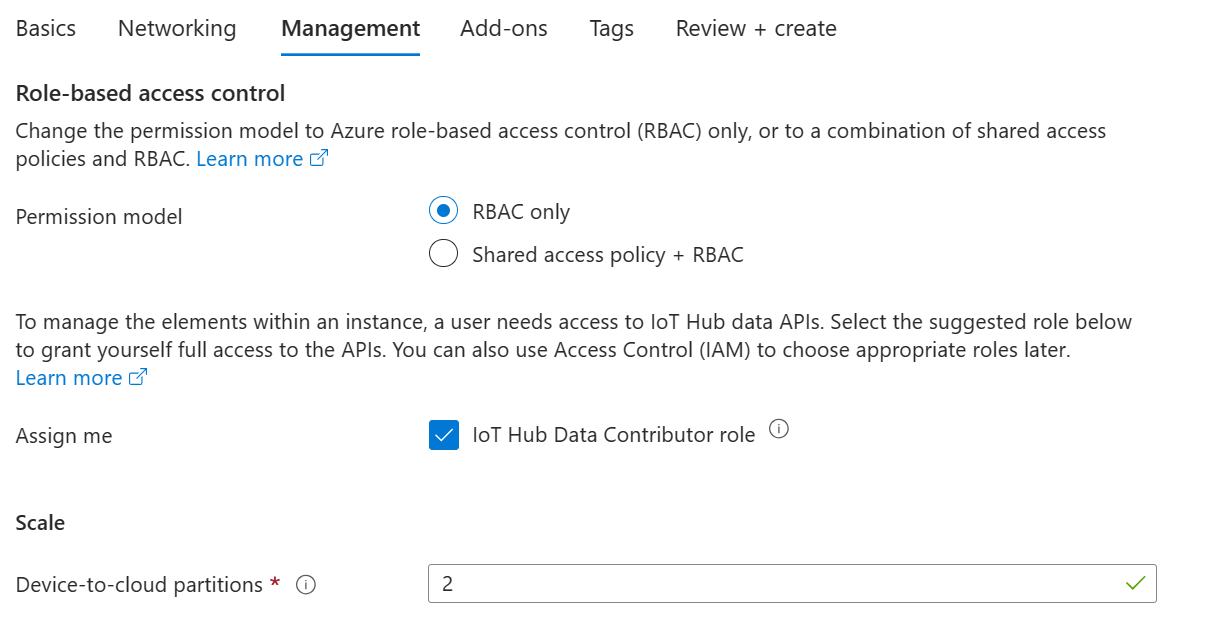 Basics Networking Management Add-ons Tags Review + create
Role-based access control
Change the permission model to Azure role-based access control (RBAC) only, or to a combination of shared access
policies and RBAC. Learn more
Permission model
RBAC only
Shared access policy + RBAC
To manage the elements within an instance, a user needs access to IoT Hub data APIs. Select the suggested role below
to grant yourself full access to the APIs. You can also use Access Control (IAM) to choose appropriate roles later.
Learn more
Assign me IoT Hub Data Contributor role
Scale
Device-to-cloud partitions * 2